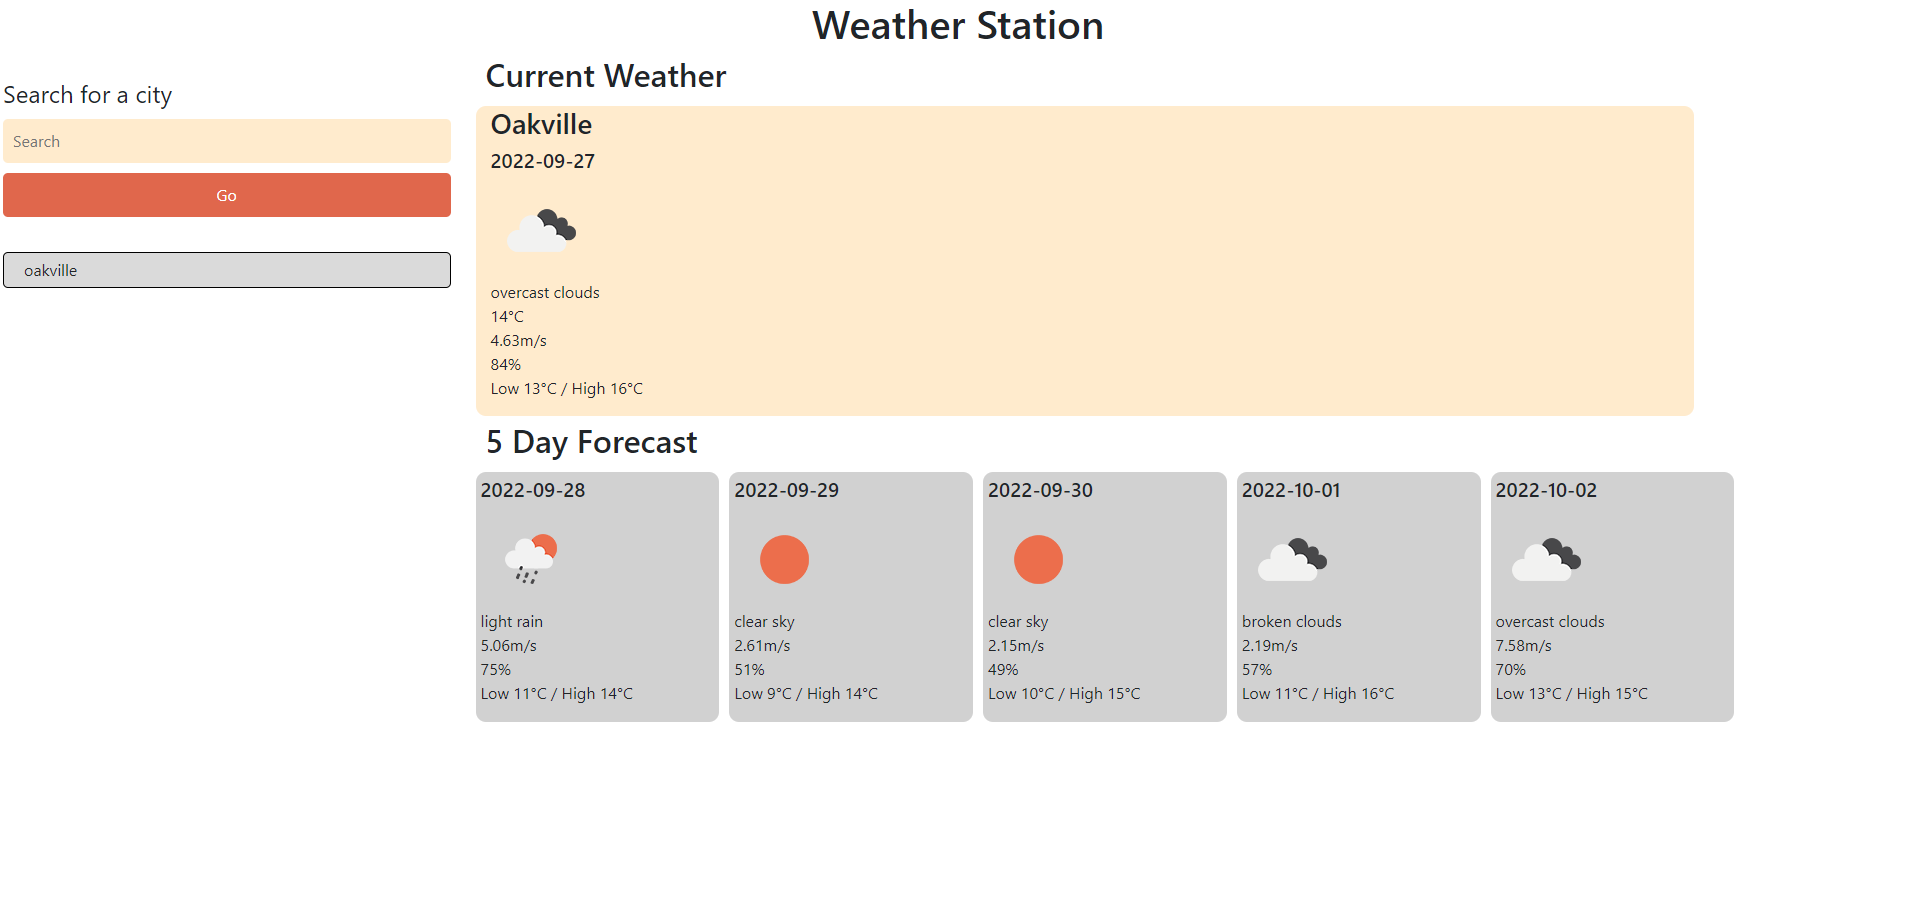 Weather Station
Search for a city
Search
Go
oakville
Current Weather
Oakville
2022-09-27
overcast clouds
14°C
4.63m/s
84%
Low 13°C / High 16°C
5 Day Forecast
2022-09-28
light rain
5.06m/s
75%
Low 11°C / High 14°C
2022-09-29
clear sky
2.61m/s
51%
Low 9°C / High 14°C
2022-09-30
clear sky
2.15m/s
49%
Low 10°C / High 15°C
2022-10-01
broken clouds
2.19m/s
57%
Low 11°C / High 16°C
2022-10-02
overcast clouds
7.58m/s
70%
Low 13°C / High 15°C